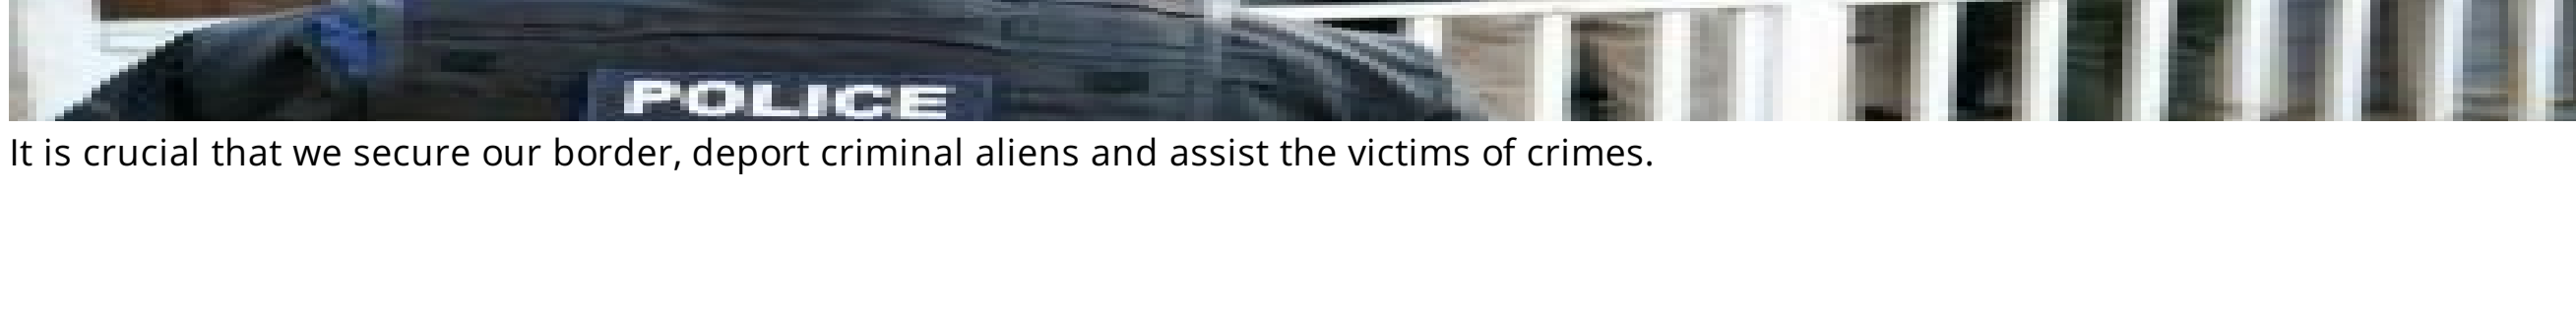 POLICE
It is crucial that we secure our border, deport criminal aliens and assist the victims of crimes.